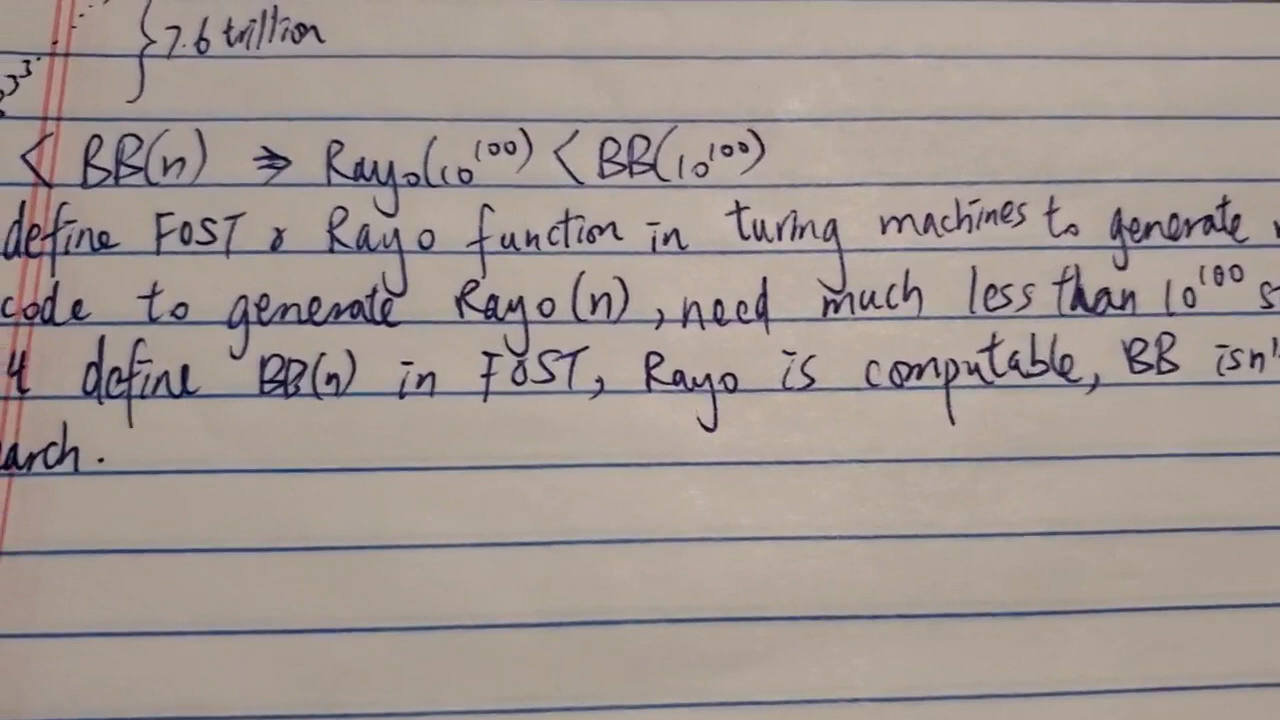 } 7.6 trillion
3^3
< BB(n) ⇒ Rayo(10^100) < BB(10^100)
define FOST & Rayo function in turing machines to generate
code to generate Rayo(n), need much less than 10^100 s
define BB(n) in FOST, Rayo is computable, BB isn'
arch.